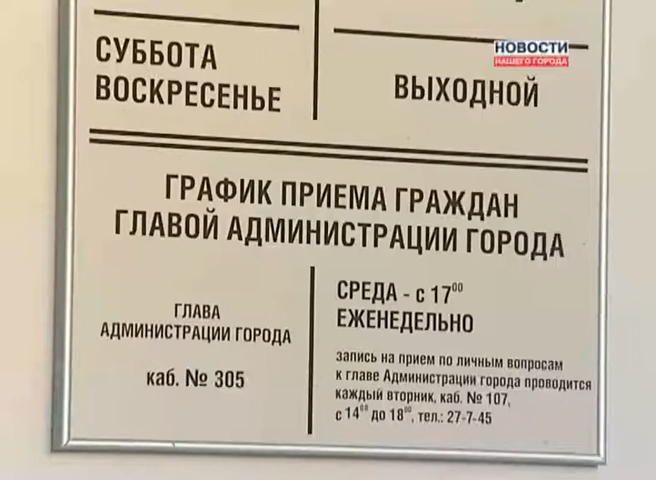 НОВОСТИ
НАШЕГО ГОРОДА
СУББОТА
ВОСКРЕСЕНЬЕ
ВЫХОДНОЙ
ГРАФИК ПРИЕМА ГРАЖДАН
ГЛАВОЙ АДМИНИСТРАЦИИ ГОРОДА
ГЛАВА
АДМИНИСТРАЦИИ ГОРОДА
каб. № 305
СРЕДА - с 17⁰⁰
ЕЖЕНЕДЕЛЬНО
запись на прием по личным вопросам
к главе Администрации города проводится
каждый вторник, каб. № 107,
с 14⁰⁰ до 18⁰⁰, тел.: 27-7-45